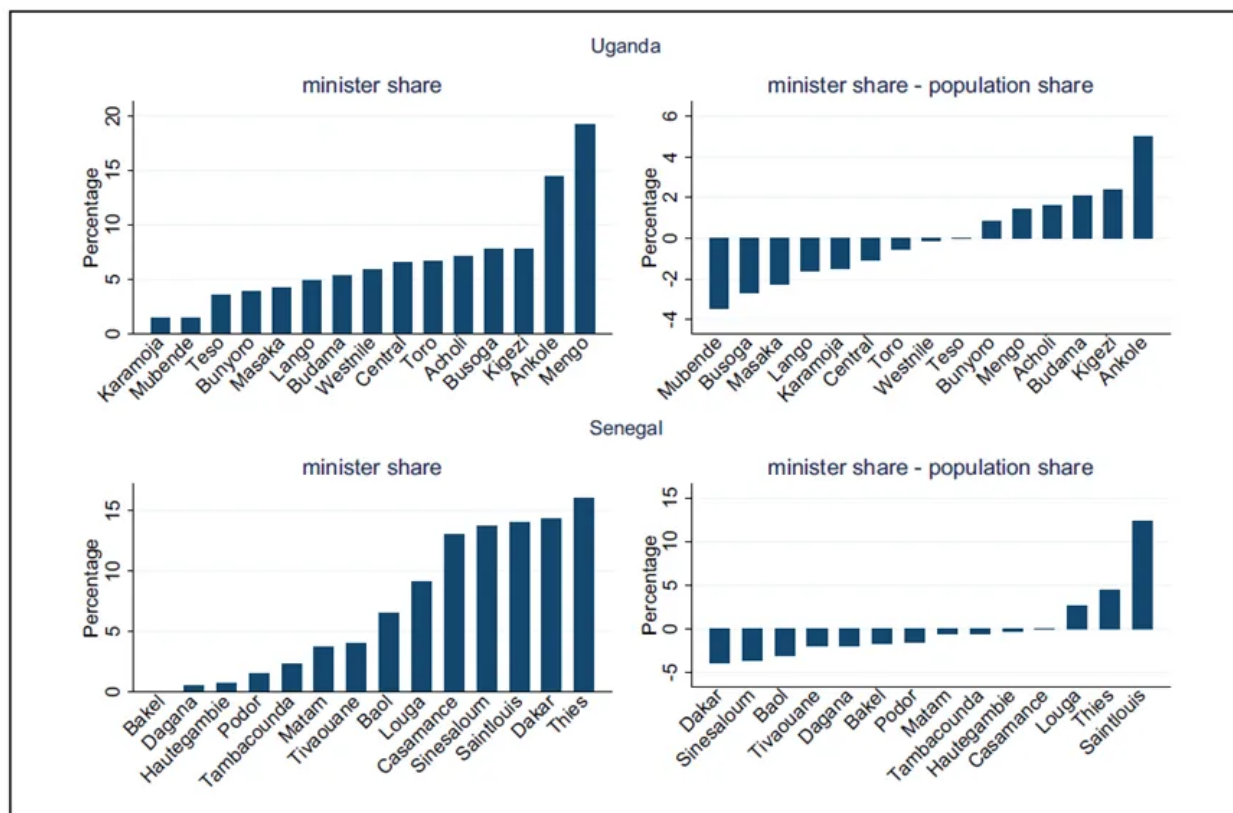 Uganda
minister share
Percentage
20
15
10
5
0
Karamoja
Mubende
Teso
Bunyoro
Masaka
Lango
Budama
Westnile
Central
Toro
Acholi
Busoga
Kigezi
Ankole
Mengo
minister share - population share
Percentage
6
4
2
0
-2
-4
Mubende
Busoga
Masaka
Lango
Karamoja
Central
Toro
Westnile
Teso
Bunyoro
Mengo
Acholi
Budama
Kigezi
Ankole
Senegal
minister share
Percentage
15
10
5
0
Bakel
Dagana
Hautegambie
Podor
Tambacounda
Matam
Tivaouane
Baol
Louga
Casamance
Sinesaloum
Saintlouis
Dakar
Thies
minister share - population share
Percentage
15
10
5
0
-5
Dakar
Sinesaloum
Baol
Tivaouane
Dagana
Bakel
Podor
Matam
Tambacounda
Hautegambie
Casamance
Louga
Thies
Saintlouis